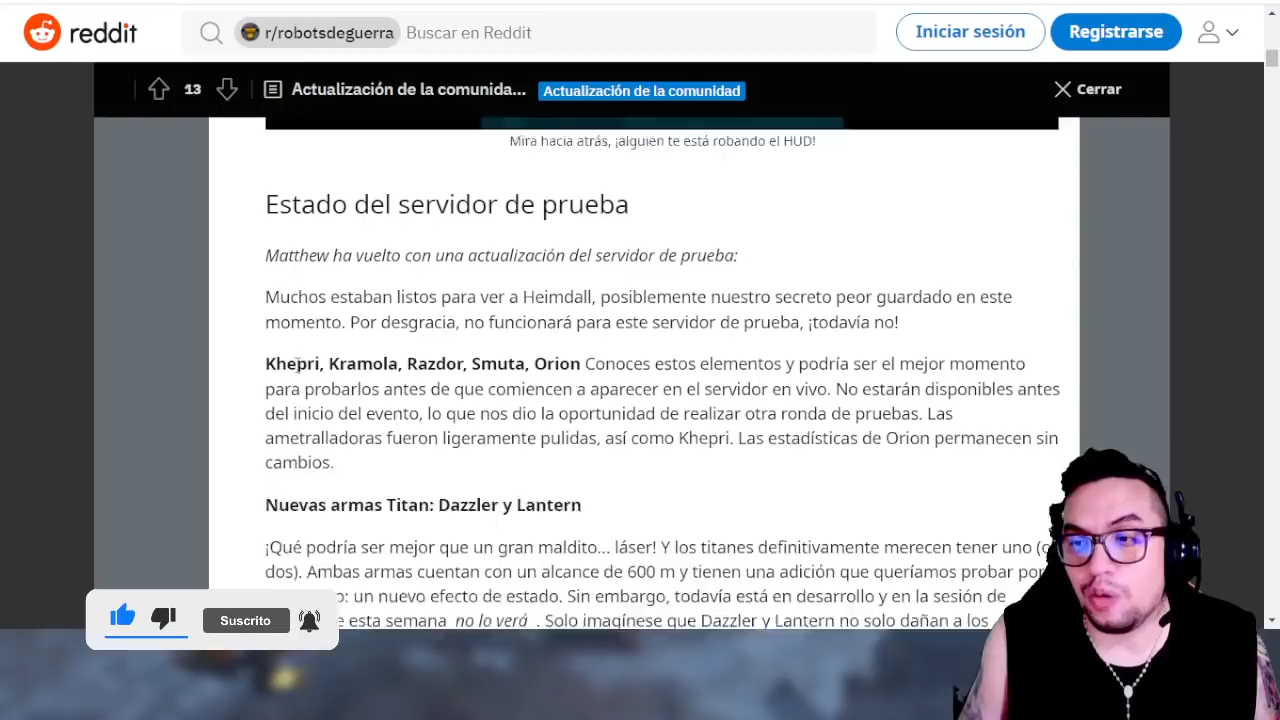 reddit
r/robotsdeguerra
Buscar en Reddit
Iniciar sesión
Registrarse
13
Actualización de la comunida...
Actualización de la comunidad
Cerrar
Mira hacia atrás, ¡alguien te está robando el HUD!
Estado del servidor de prueba
Matthew ha vuelto con una actualización del servidor de prueba:
Muchos estaban listos para ver a Heimdall, posiblemente nuestro secreto peor guardado en este
momento. Por desgracia, no funcionará para este servidor de prueba, ¡todavía no!
Khepri, Kramola, Razdor, Smuta, Orion Conoces estos elementos y podría ser el mejor momento
para probarlos antes de que comiencen a aparecer en el servidor en vivo. No estarán disponibles antes
del inicio del evento, lo que nos dio la oportunidad de realizar otra ronda de pruebas. Las
ametralladoras fueron ligeramente pulidas, así como Khepri. Las estadísticas de Orion permanecen sin
cambios.
Nuevas armas Titan: Dazzler y Lantern
¡Qué podría ser mejor que un gran maldito... láser! Y los titanes definitivamente merecen tener uno (o
dos). Ambas armas cuentan con un alcance de 600 m y tienen una adición que queríamos probar por
un nuevo efecto de estado. Sin embargo, todavía está en desarrollo y en la sesión de
esta semana no lo verá . Solo imagínese que Dazzler y Lantern no solo dañan a los
Suscrito